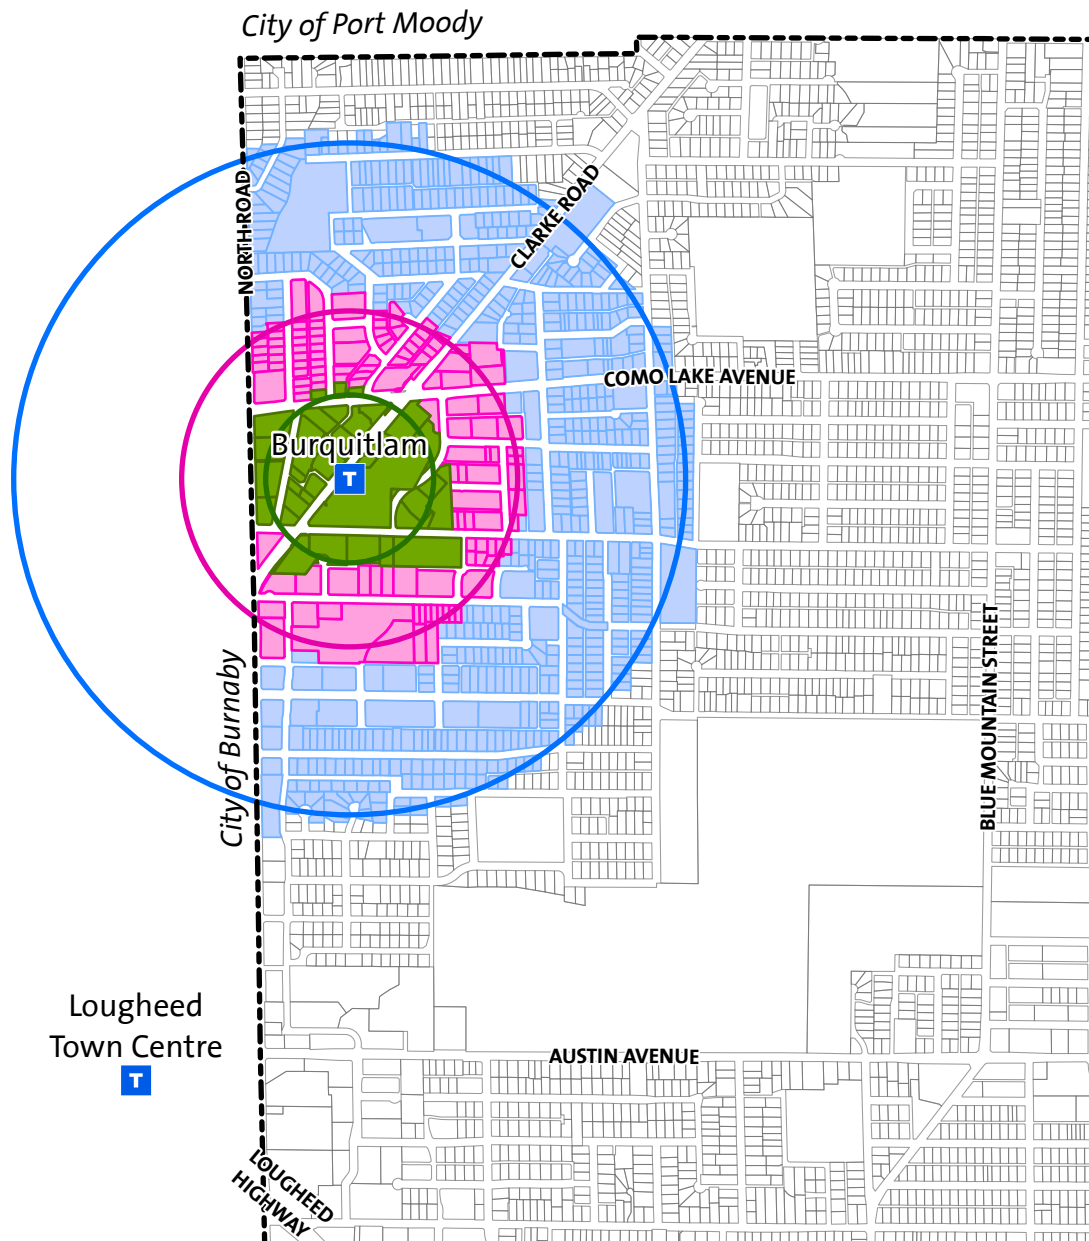 City of Port Moody
NORTH ROAD
CLARKE ROAD
COMO LAKE AVENUE
Burquitlam
T
BLUE MOUNTAIN STREET
City of Burnaby
Lougheed
Town Centre
T
AUSTIN AVENUE
LOUGHEED
HIGHWAY